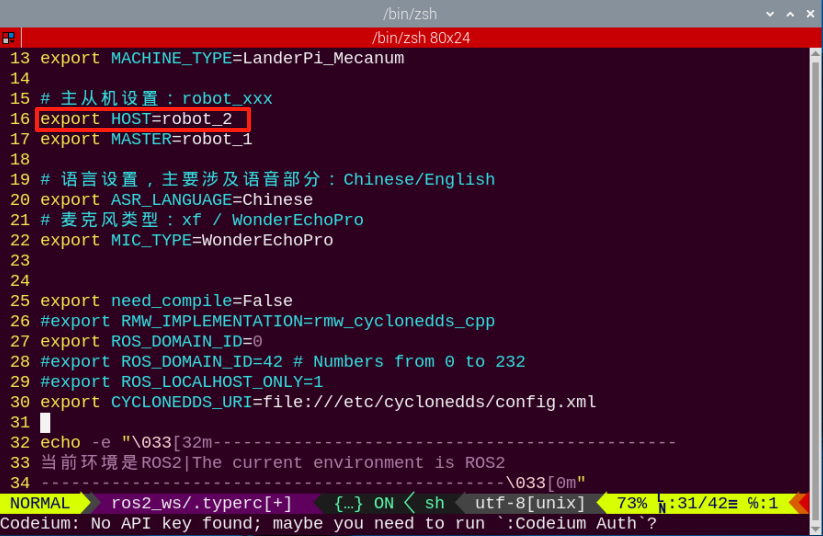 /bin/zsh
/bin/zsh 80x24
13 export MACHINE_TYPE=LanderPi_Mecanum
14
15 # 主从机设置：robot_xxx
16 export HOST=robot_2
17 export MASTER=robot_1
18
19 # 语言设置，主要涉及语音部分：Chinese/English
20 export ASR_LANGUAGE=Chinese
21 # 麦克风类型：xf / WonderEchoPro
22 export MIC_TYPE=WonderEchoPro
23
24
25 export need_compile=False
26 #export RMW_IMPLEMENTATION=rmw_cyclonedds_cpp
27 export ROS_DOMAIN_ID=0
28 #export ROS_DOMAIN_ID=42 # Numbers from 0 to 232
29 #export ROS_LOCALHOST_ONLY=1
30 export CYCLONEDDS_URI=file:///etc/cyclonedds/config.xml
31
32 echo -e "\033[32m----------------------------------------------
33 当前环境是ROS2|The current environment is ROS2
34 ----------------------------------------------\033[0m"
NORMAL ros2_ws/.typerc[+] {…} ON sh utf-8[unix] 73% :31/42≡ ℅:1
Codeium: No API key found; maybe you need to run `:Codeium Auth`?